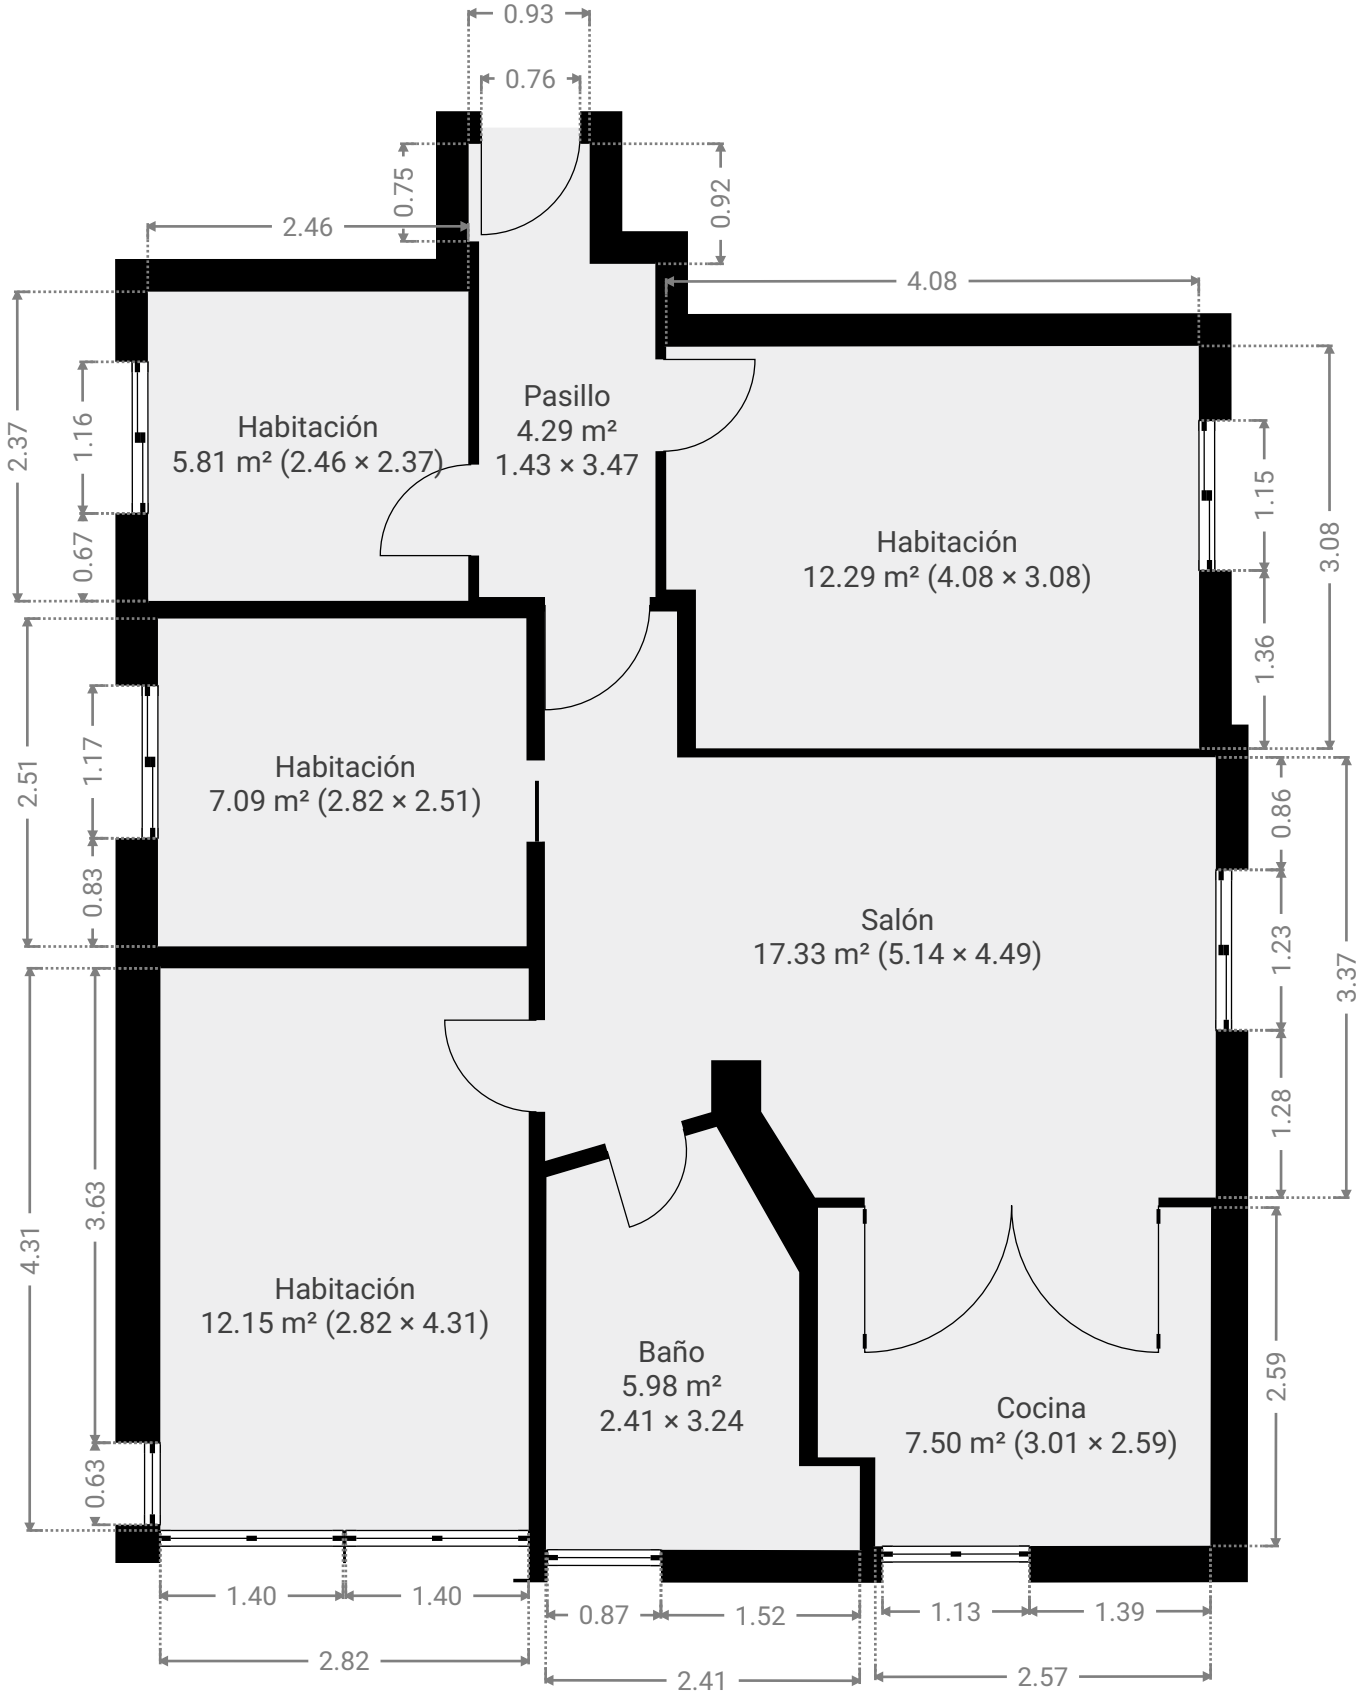 0.93
0.76
0.75
0.92
2.46
4.08
2.37
1.16
0.67
Habitación
5.81 m² (2.46 × 2.37)
Pasillo
4.29 m²
1.43 × 3.47
Habitación
12.29 m² (4.08 × 3.08)
1.15
3.08
1.36
2.51
1.17
0.83
Habitación
7.09 m² (2.82 × 2.51)
Salón
17.33 m² (5.14 × 4.49)
0.86
1.23
3.37
1.28
4.31
3.63
0.63
Habitación
12.15 m² (2.82 × 4.31)
Baño
5.98 m²
2.41 × 3.24
Cocina
7.50 m² (3.01 × 2.59)
2.59
1.40
1.40
0.87
1.52
1.13
1.39
2.82
2.41
2.57